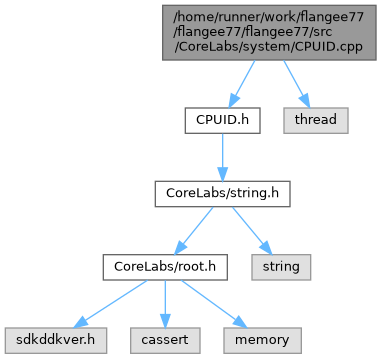 /home/runner/work/flangee77
/flangee77/flangee77/src
/CoreLabs/system/CPUID.cpp
CPUID.h
thread
CoreLabs/string.h
CoreLabs/root.h
string
sdkddkver.h
cassert
memory